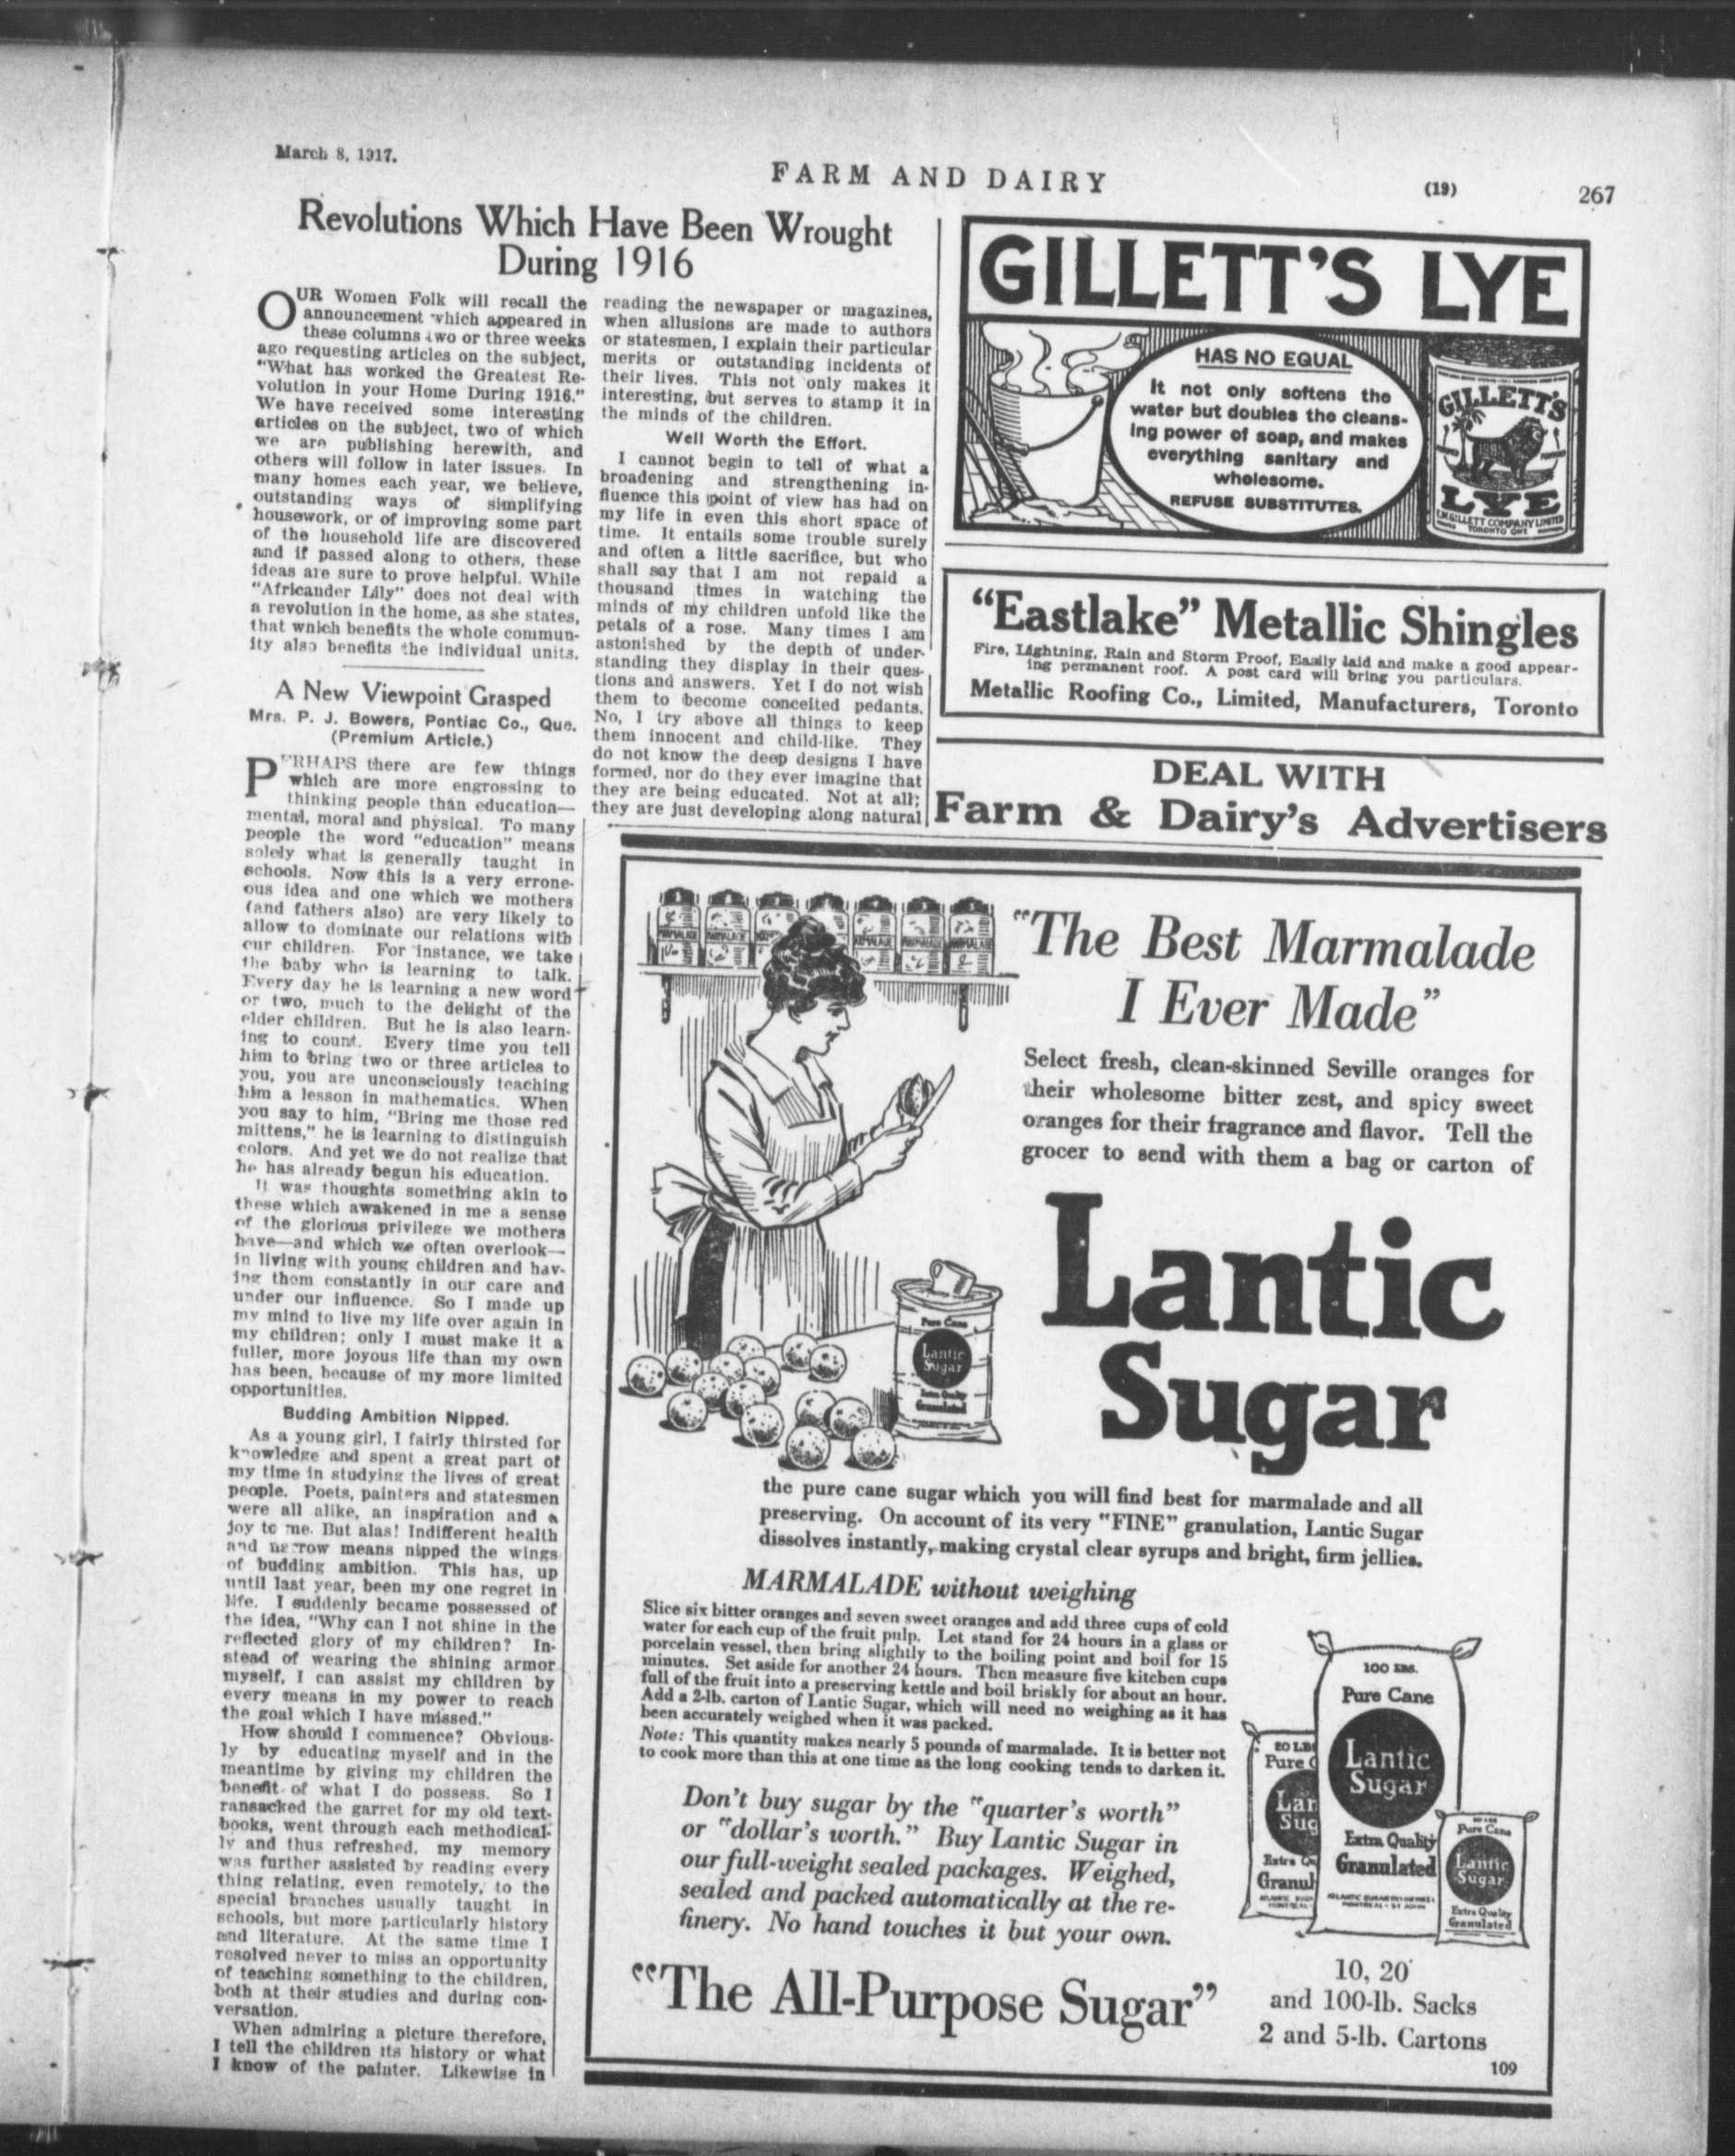 March 8, 1917.
FARM AND DAIRY
(19)
267
Revolutions Which Have Been Wrought
During 1916
OUR Women Folk will recall the
announcement which appeared in
these columns two or three weeks
ago requesting articles on the subject,
"What has worked the Greatest Re-
volution in your Home During 1916."
We have received some interesting
articles on the subject, two of which
we are publishing herewith, and
others will follow in later issues. In
many homes each year, we believe,
outstanding ways of simplifying
housework, or of improving some part
of the household life are discovered
and if passed along to others, these
ideas are sure to prove helpful. While
"Africander Lily" does not deal with
a revolution in the home, as she states,
that which benefits the whole commun-
ity also benefits the individual units.
A New Viewpoint Grasped
Mrs. P. J. Bowers, Pontiac Co., Que.
(Premium Article.)
PERHAPS there are few things
which are more engrossing to
thinking people than education—
mental, moral and physical. To many
people the word "education" means
solely what is generally taught in
schools. Now this is a very errone-
ous idea and one which we mothers
(and fathers also) are very likely to
allow to dominate our relations with
our children. For instance, we take
the baby who is learning to talk.
Every day he is learning a new word
or two, much to the delight of the
elder children. But he is also learn-
ing to count. Every time you tell
him to bring two or three articles to
you, you are unconsciously teaching
him a lesson in mathematics. When
you say to him, "Bring me those red
mittens," he is learning to distinguish
colors. And yet we do not realize that
he has already begun his education.
It was thoughts something akin to
these which awakened in me a sense
of the glorious privilege we mothers
have—and which we often overlook—
in living with young children and hav-
ing them constantly in our care and
under our influence. So I made up
my mind to live my life over again in
my children; only I must make it a
fuller, more joyous life than my own
has been, because of my more limited
opportunities.
Budding Ambition Nipped.
As a young girl, I fairly thirsted for
knowledge and spent a great part of
my time in studying the lives of great
people. Poets, painters and statesmen
were all alike, an inspiration and a
joy to me. But alas! Indifferent health
and narrow means nipped the wings
of budding ambition. This has, up
until last year, been my one regret in
life. I suddenly became possessed of
the idea, "Why can I not shine in the
reflected glory of my children? In-
stead of wearing the shining armor
myself, I can assist my children by
every means in my power to reach
the goal which I have missed."
How should I commence? Obvious-
ly by educating myself and in the
meantime by giving my children the
benefit of what I do possess. So I
ransacked the garret for my old text-
books, went through each methodical-
ly and thus refreshed, my memory
was further assisted by reading every
thing relating, even remotely, to the
special branches usually taught in
schools, but more particularly history
and literature. At the same time I
resolved never to miss an opportunity
of teaching something to the children,
both at their studies and during con-
versation.
When admiring a picture therefore,
I tell the children its history or what
I know of the painter. Likewise in
reading the newspaper or magazines,
when allusions are made to authors
or statesmen, I explain their particular
merits or outstanding incidents of
their lives. This not only makes it
interesting, but serves to stamp it in
the minds of the children.
Well Worth the Effort.
I cannot begin to tell of what a
broadening and strengthening in-
fluence this point of view has had on
my life in even this short space of
time. It entails some trouble surely
and often a little sacrifice, but who
shall say that I am not repaid a
thousand times in watching the
minds of my children unfold like the
petals of a rose. Many times I am
astonished by the depth of under-
standing they display in their ques-
tions and answers. Yet I do not wish
them to become conceited pedants.
No, I try above all things to keep
them innocent and child-like. They
do not know the deep designs I have
formed, nor do they ever imagine that
they are being educated. Not at all;
they are just developing along natural
GILLETT'S LYE
HAS NO EQUAL
It not only softens the
water but doubles the cleans-
ing power of soap, and makes
everything sanitary and
wholesome.
REFUSE SUBSTITUTES.
GILLETT'S
LYE
E.W.GILLETT COMPANY LIMITED
TORONTO ONT
"Eastlake" Metallic Shingles
Fire, Lightning, Rain and Storm Proof, Easily laid and make a good appear-
ing permanent roof. A post card will bring you particulars.
Metallic Roofing Co., Limited, Manufacturers, Toronto
DEAL WITH
Farm & Dairy's Advertisers
MARMALADE
MARMALADE
MARMALADE
MARMALADE
MARMALADE
"The Best Marmalade
I Ever Made"
Select fresh, clean-skinned Seville oranges for
their wholesome bitter zest, and spicy sweet
oranges for their fragrance and flavor. Tell the
grocer to send with them a bag or carton of
Lantic
Sugar
Pure Cane
Lantic
Sugar
Extra Quality
Granulated
the pure cane sugar which you will find best for marmalade and all
preserving. On account of its very "FINE" granulation, Lantic Sugar
dissolves instantly, making crystal clear syrups and bright, firm jellies.
MARMALADE without weighing
Slice six bitter oranges and seven sweet oranges and add three cups of cold
water for each cup of the fruit pulp. Let stand for 24 hours in a glass or
porcelain vessel, then bring slightly to the boiling point and boil for 15
minutes. Set aside for another 24 hours. Then measure five kitchen cups
full of the fruit into a preserving kettle and boil briskly for about an hour.
Add a 2-lb. carton of Lantic Sugar, which will need no weighing as it has
been accurately weighed when it was packed.
Note: This quantity makes nearly 5 pounds of marmalade. It is better not
to cook more than this at one time as the long cooking tends to darken it.
Don't buy sugar by the "quarter's worth"
or "dollar's worth." Buy Lantic Sugar in
our full-weight sealed packages. Weighed,
sealed and packed automatically at the re-
finery. No hand touches it but your own.
"The All-Purpose Sugar"
20 LBS
Pure C
Lan
Sug
Extra Qu
Granul
MONTREAL
100 LBS.
Pure Cane
Lantic
Sugar
Extra Quality
Granulated
MONTREAL - ST JOHN
Pure Cane
Lantic
Sugar
Extra Quality
Granulated
10, 20
and 100-lb. Sacks
2 and 5-lb. Cartons
109